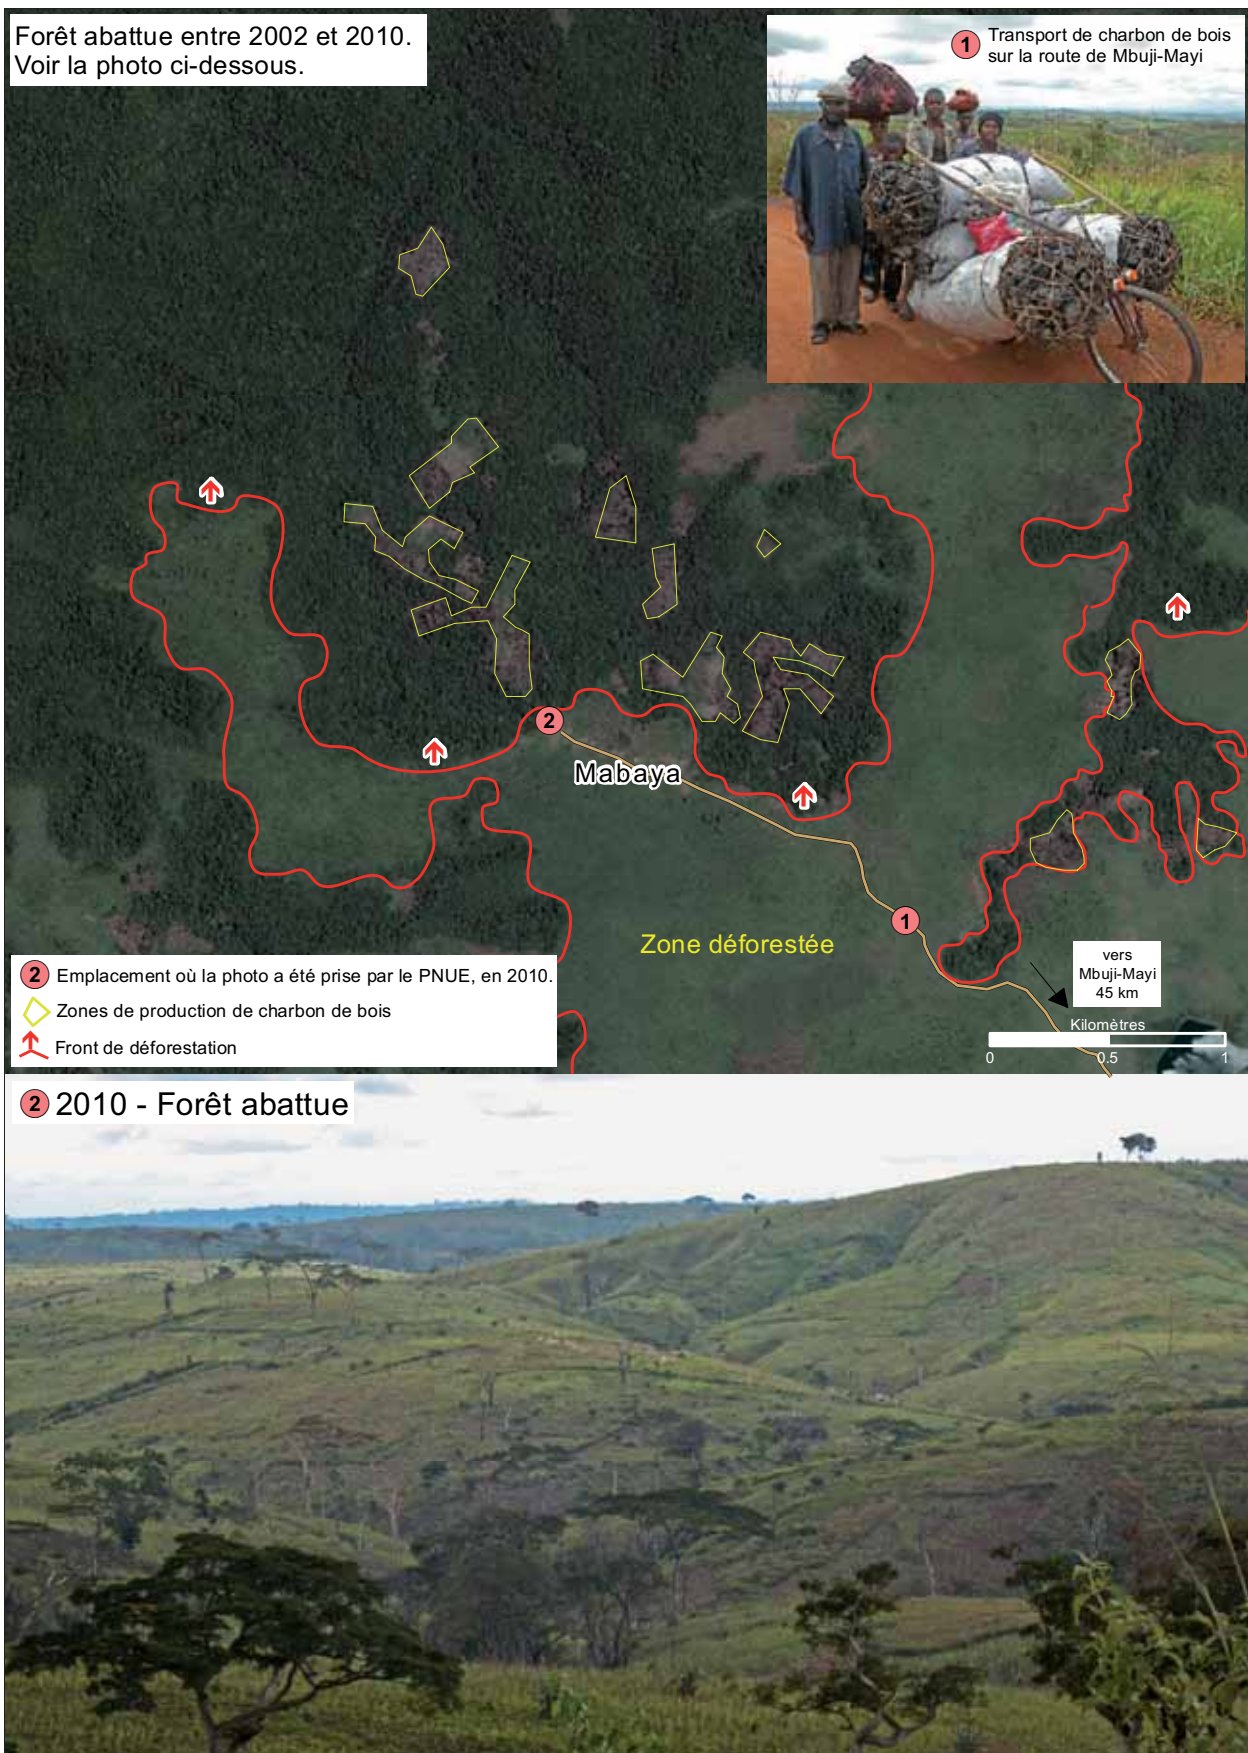 Forêt abattue entre 2002 et 2010.
Voir la photo ci-dessous.
1 Transport de charbon de bois
sur la route de Mbuji-Mayi
2
Mabaya
1
Zone déforestée
vers
Mbuji-Mayi
45 km
Kilomètres
0 0.5 1
2 Emplacement où la photo a été prise par le PNUE, en 2010.
Zones de production de charbon de bois
Front de déforestation
2 2010 - Forêt abattue